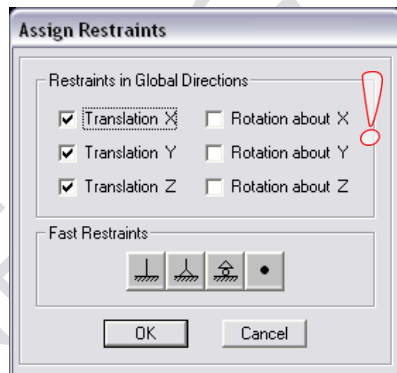 Assign Restraints
Restraints in Global Directions
Translation X Rotation about X
Translation Y Rotation about Y
Translation Z Rotation about Z
!
Fast Restraints
OK Cancel